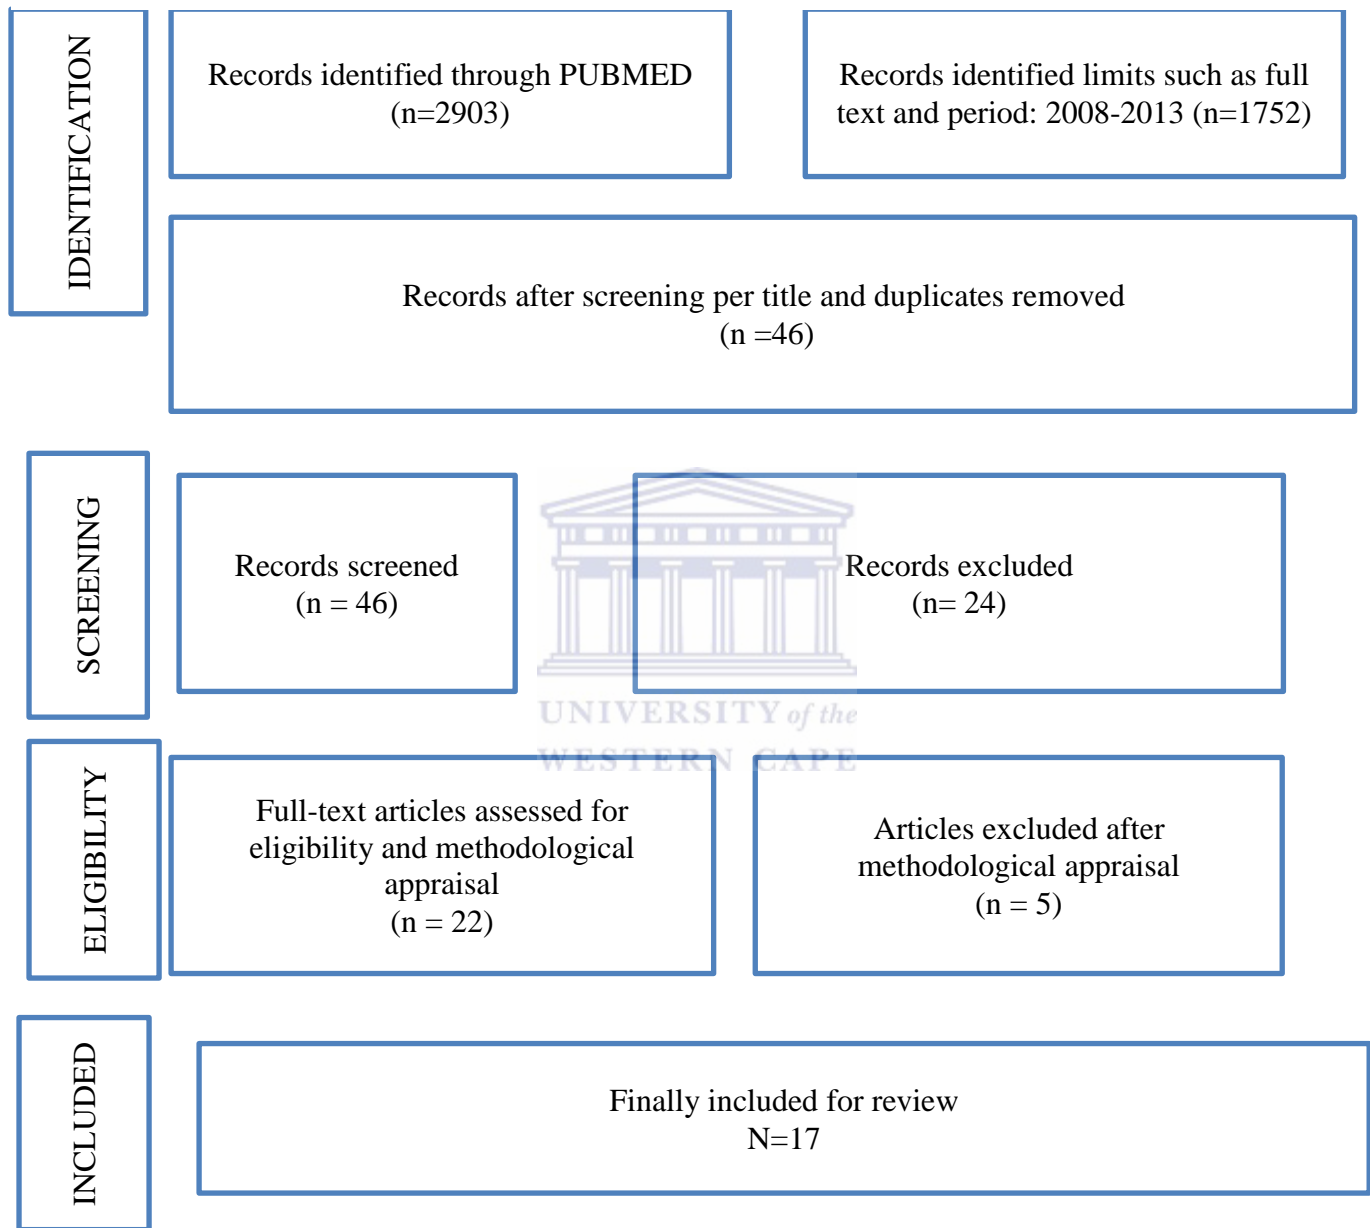 IDENTIFICATION
Records identified through PUBMED
(n=2903)
Records identified limits such as full
text and period: 2008-2013 (n=1752)
Records after screening per title and duplicates removed
(n =46)
SCREENING
Records screened
(n = 46)
Records excluded
(n= 24)
UNIVERSITY of the
WESTERN CAPE
ELIGIBILITY
Full-text articles assessed for
eligibility and methodological
appraisal
(n = 22)
Articles excluded after
methodological appraisal
(n = 5)
INCLUDED
Finally included for review
N=17